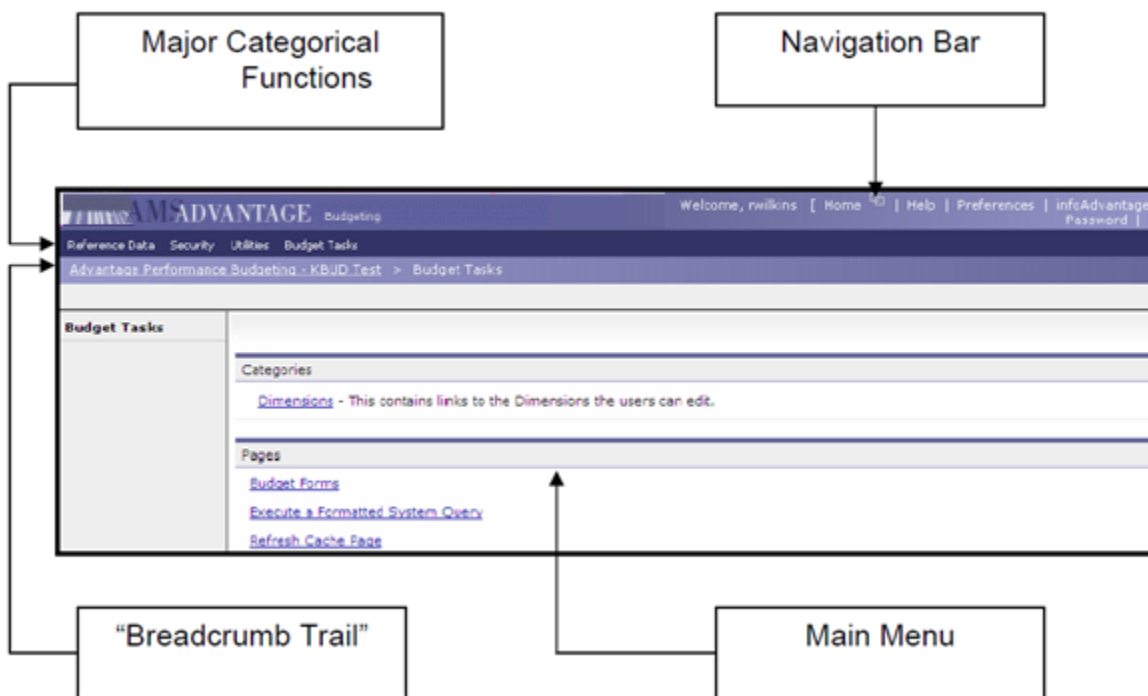 Major Categorical
Functions
Navigation Bar
AMSADVANTAGE Budgeting
Welcome, rwilkins [ Home | Help | Preferences | infoAdvantage
Password |
Reference Data Security Utilities Budget Tasks
Advantage Performance Budgeting - KBUD Test > Budget Tasks
Budget Tasks
Categories
Dimensions - This contains links to the Dimensions the users can edit.
Pages
Budget Forms
Execute a Formatted System Query
Refresh Cache Page
“Breadcrumb Trail”
Main Menu